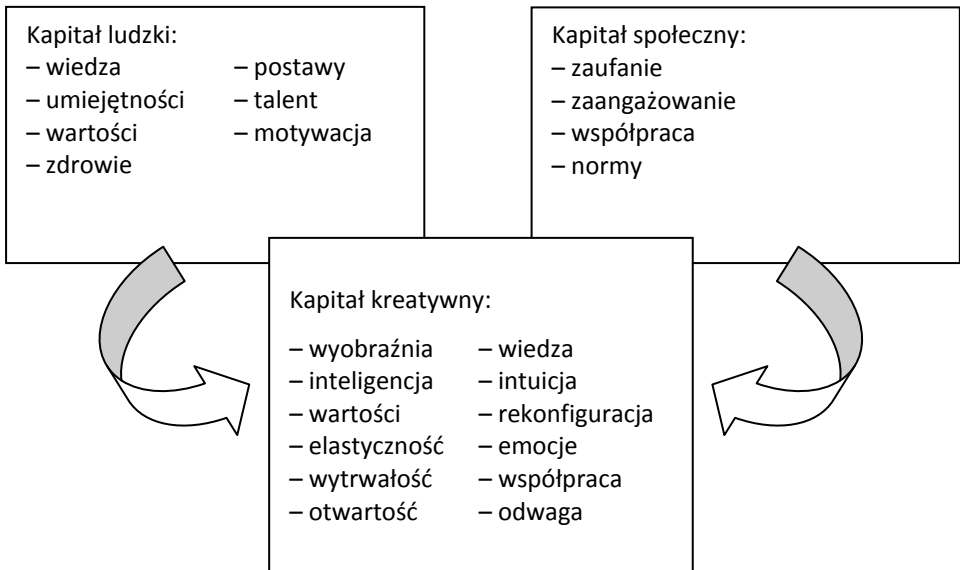 Kapitał ludzki:
– wiedza – postawy
– umiejętności – talent
– wartości – motywacja
– zdrowie
Kapitał społeczny:
– zaufanie
– zaangażowanie
– współpraca
– normy
Kapitał kreatywny:
– wyobraźnia – wiedza
– inteligencja – intuicja
– wartości – rekonfiguracja
– elastyczność – emocje
– wytrwałość – współpraca
– otwartość – odwaga